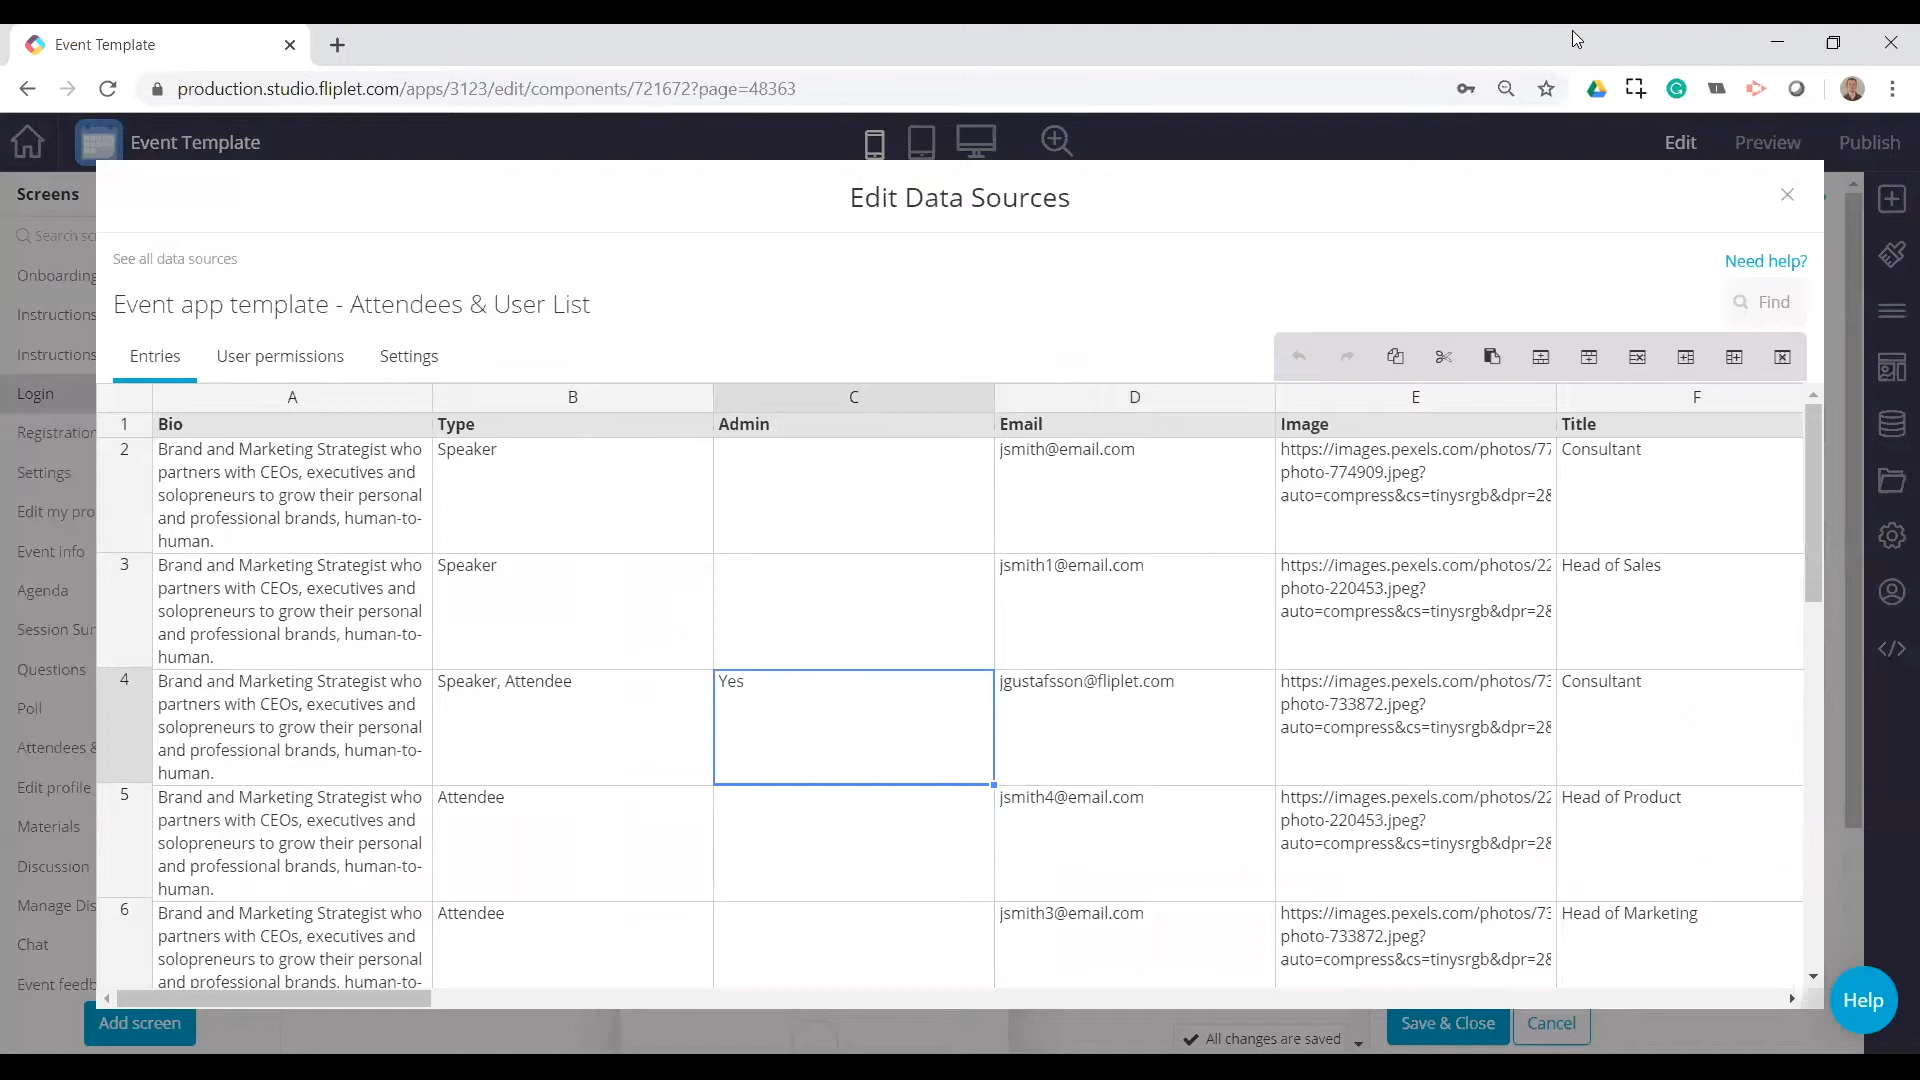 Event Template
production.studio.fliplet.com/apps/3123/edit/components/721672?page=48363
Event Template
Edit
Preview
Publish
Screens
Edit Data Sources
Search sc
See all data sources
Need help?
Onboarding
Event app template - Attendees & User List
Find
Instructions
Entries
User permissions
Settings
Instructions
Login
A
B
C
D
E
F
Registration
1
Bio
Type
Admin
Email
Image
Title
2
Brand and Marketing Strategist who
partners with CEOs, executives and
solopreneurs to grow their personal
and professional brands, human-to-
human.
Speaker
jsmith@email.com
https://images.pexels.com/photos/77
photo-774909.jpeg?
auto=compress&cs=tinysrgb&dpr=2&
Consultant
Settings
Edit my pro
Event info
3
Brand and Marketing Strategist who
partners with CEOs, executives and
solopreneurs to grow their personal
and professional brands, human-to-
human.
Speaker
jsmith1@email.com
https://images.pexels.com/photos/22
photo-220453.jpeg?
auto=compress&cs=tinysrgb&dpr=2&
Head of Sales
Agenda
Session Sur
Questions
4
Brand and Marketing Strategist who
partners with CEOs, executives and
solopreneurs to grow their personal
and professional brands, human-to-
human.
Speaker, Attendee
Yes
jgustafsson@fliplet.com
https://images.pexels.com/photos/73
photo-733872.jpeg?
auto=compress&cs=tinysrgb&dpr=2&
Consultant
Poll
Attendees &
Edit profile
5
Brand and Marketing Strategist who
partners with CEOs, executives and
solopreneurs to grow their personal
and professional brands, human-to-
human.
Attendee
jsmith4@email.com
https://images.pexels.com/photos/22
photo-220453.jpeg?
auto=compress&cs=tinysrgb&dpr=2&
Head of Product
Materials
Discussion
Manage Dis
6
Brand and Marketing Strategist who
partners with CEOs, executives and
solopreneurs to grow their personal
and professional brands, human-to-
Attendee
jsmith3@email.com
https://images.pexels.com/photos/73
photo-733872.jpeg?
auto=compress&cs=tinysrgb&dpr=2&
Head of Marketing
Chat
Event feedb
Help
Add screen
Save & Close
Cancel
All changes are saved